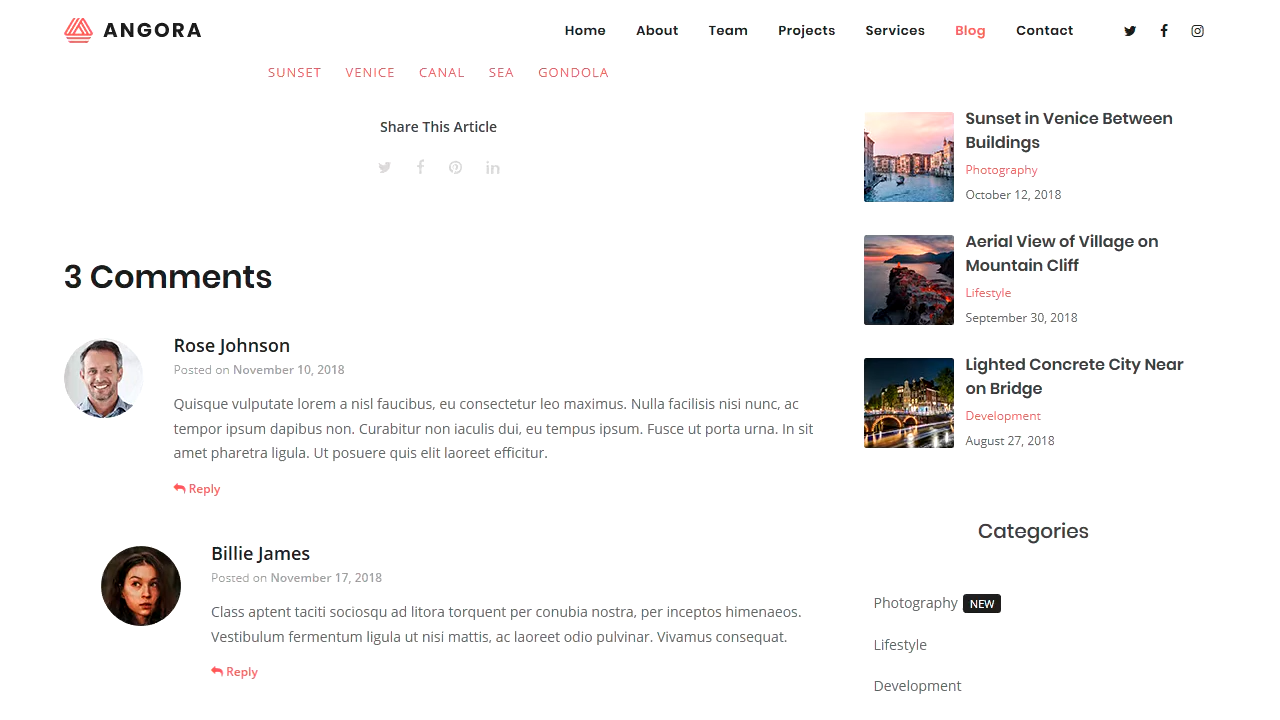 ANGORA
Home About Team Projects Services Blog Contact
SUNSET VENICE CANAL SEA GONDOLA
Share This Article
3 Comments
Rose Johnson
Posted on November 10, 2018
Quisque vulputate lorem a nisl faucibus, eu consectetur leo maximus. Nulla facilisis nisi nunc, ac
tempor ipsum dapibus non. Curabitur non iaculis dui, eu tempus ipsum. Fusce ut porta urna. In sit
amet pharetra ligula. Ut posuere quis elit laoreet efficitur.
Reply
Billie James
Posted on November 17, 2018
Class aptent taciti sociosqu ad litora torquent per conubia nostra, per inceptos himenaeos.
Vestibulum fermentum ligula ut nisi mattis, ac laoreet odio pulvinar. Vivamus consequat.
Reply
Sunset in Venice Between
Buildings
Photography
October 12, 2018
Aerial View of Village on
Mountain Cliff
Lifestyle
September 30, 2018
Lighted Concrete City Near
on Bridge
Development
August 27, 2018
Categories
Photography NEW
Lifestyle
Development